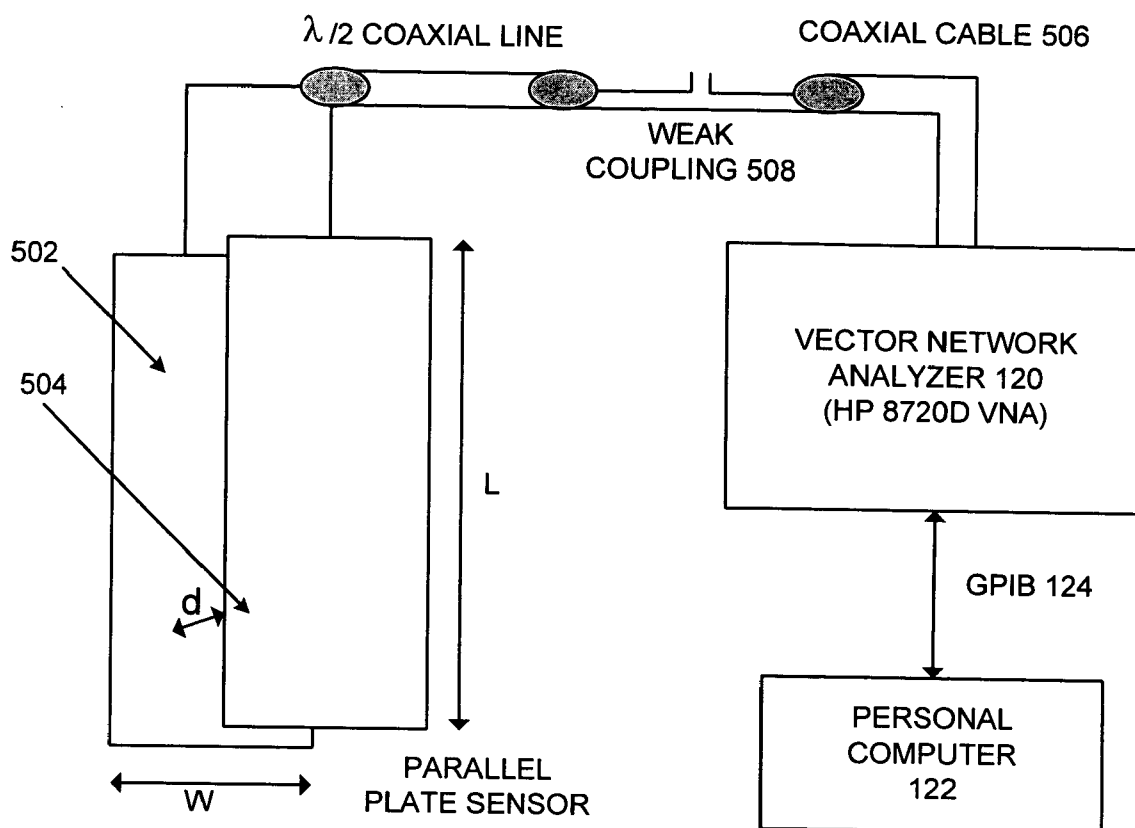 λ/2 COAXIAL LINE
COAXIAL CABLE 506
WEAK
COUPLING 508
502
504
L
d
W
PARALLEL
PLATE SENSOR
VECTOR NETWORK
ANALYZER 120
(HP 8720D VNA)
GPIB 124
PERSONAL
COMPUTER
122